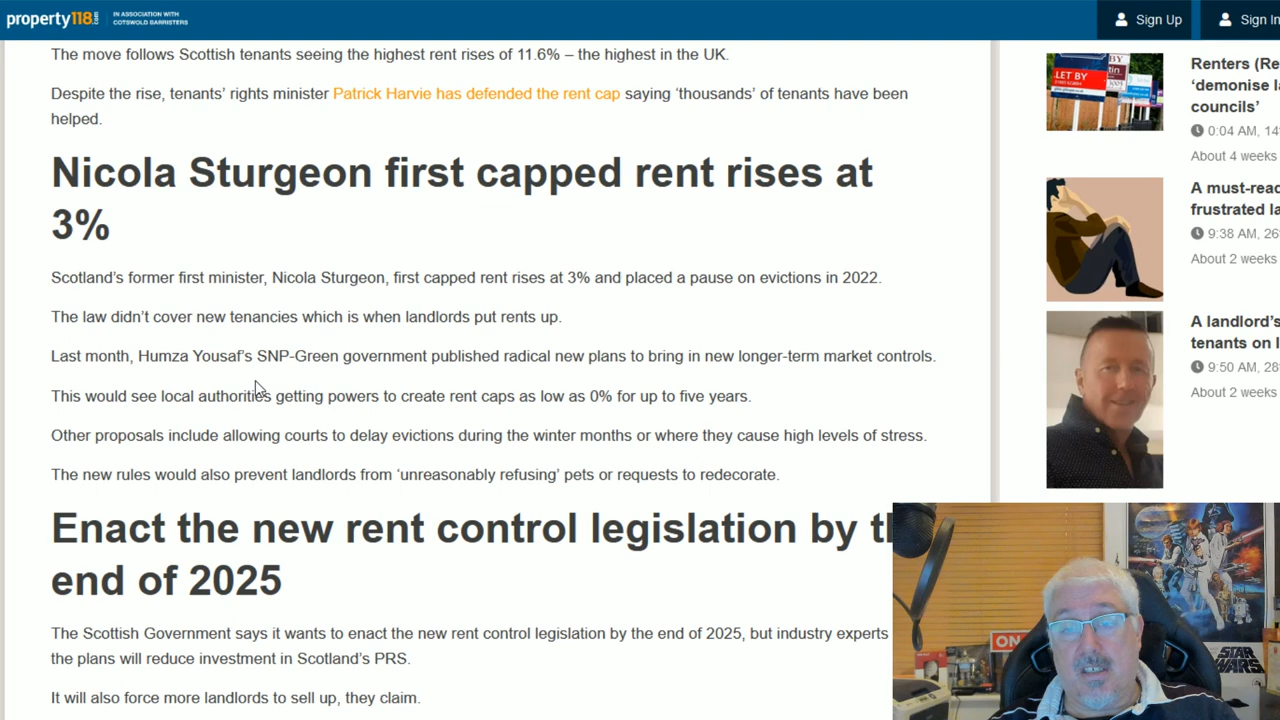 property118.com
IN ASSOCIATION WITH
COTSWOLD BARRISTERS
Sign Up
Sign In
The move follows Scottish tenants seeing the highest rent rises of 11.6% – the highest in the UK.
Despite the rise, tenants’ rights minister Patrick Harvie has defended the rent cap saying ‘thousands’ of tenants have been
helped.
Nicola Sturgeon first capped rent rises at
3%
Scotland’s former first minister, Nicola Sturgeon, first capped rent rises at 3% and placed a pause on evictions in 2022.
The law didn’t cover new tenancies which is when landlords put rents up.
Last month, Humza Yousaf’s SNP-Green government published radical new plans to bring in new longer-term market controls.
This would see local authorities getting powers to create rent caps as low as 0% for up to five years.
Other proposals include allowing courts to delay evictions during the winter months or where they cause high levels of stress.
The new rules would also prevent landlords from ‘unreasonably refusing’ pets or requests to redecorate.
Enact the new rent control legislation by
end of 2025
The Scottish Government says it wants to enact the new rent control legislation by the end of 2025, but industry experts
the plans will reduce investment in Scotland’s PRS.
It will also force more landlords to sell up, they claim.
LET BY
Renters (Re
‘demonise la
councils’
0:04 AM, 14
About 4 weeks
A must-read
frustrated la
9:38 AM, 26
About 2 weeks
A landlord’s
tenants on
9:50 AM, 28
About 2 weeks
ON
STAR
WARS